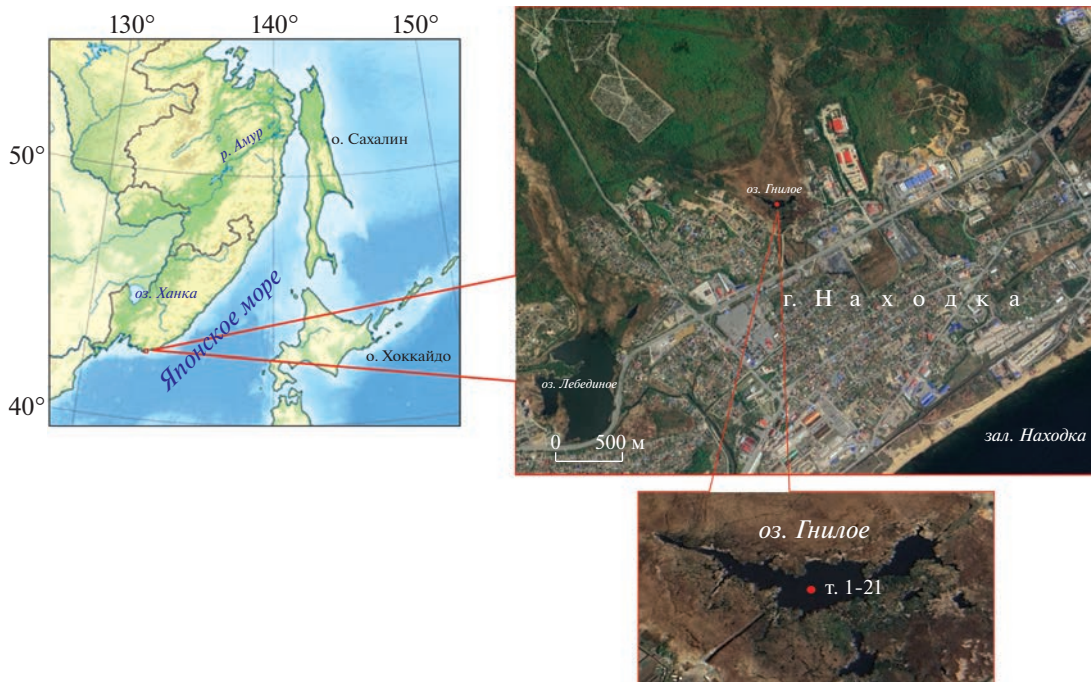 130°
140°
150°
о. Сахалин
р. Амур
50°
оз. Ханка
Японское море
о. Хоккайдо
40°
оз. Гнилое
г. Находка
оз. Лебединое
0 500 м
зал. Находка
оз. Гнилое
т. 1-21